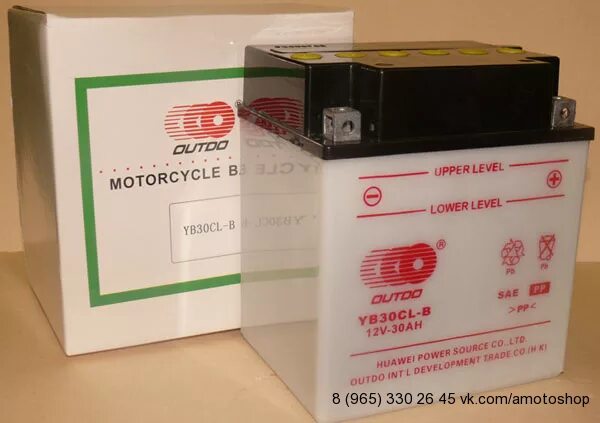 OUTDO
MOTORCYCLE B
YB30CL-B
UPPER LEVEL
LOWER LEVEL
®
OUTDO
Pb
Pb
SAE PP
>PP<
YB30CL-B
12V-30AH
HUAWEI POWER SOURCE CO.,LTD.
OUTDO INT'L DEVELOPMENT TRADE.CO.(H.K)
8 (965) 330 26 45 vk.com/amotoshop